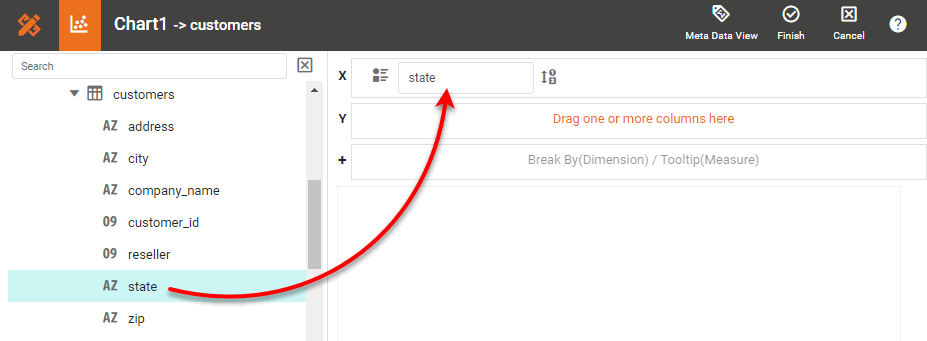 Chart1 -> customers
Meta Data View
Finish
Cancel
?
Search
customers
AZ address
AZ city
AZ company_name
09 customer_id
09 reseller
AZ state
AZ zip
X state
Y Drag one or more columns here
+ Break By(Dimension) / Tooltip(Measure)